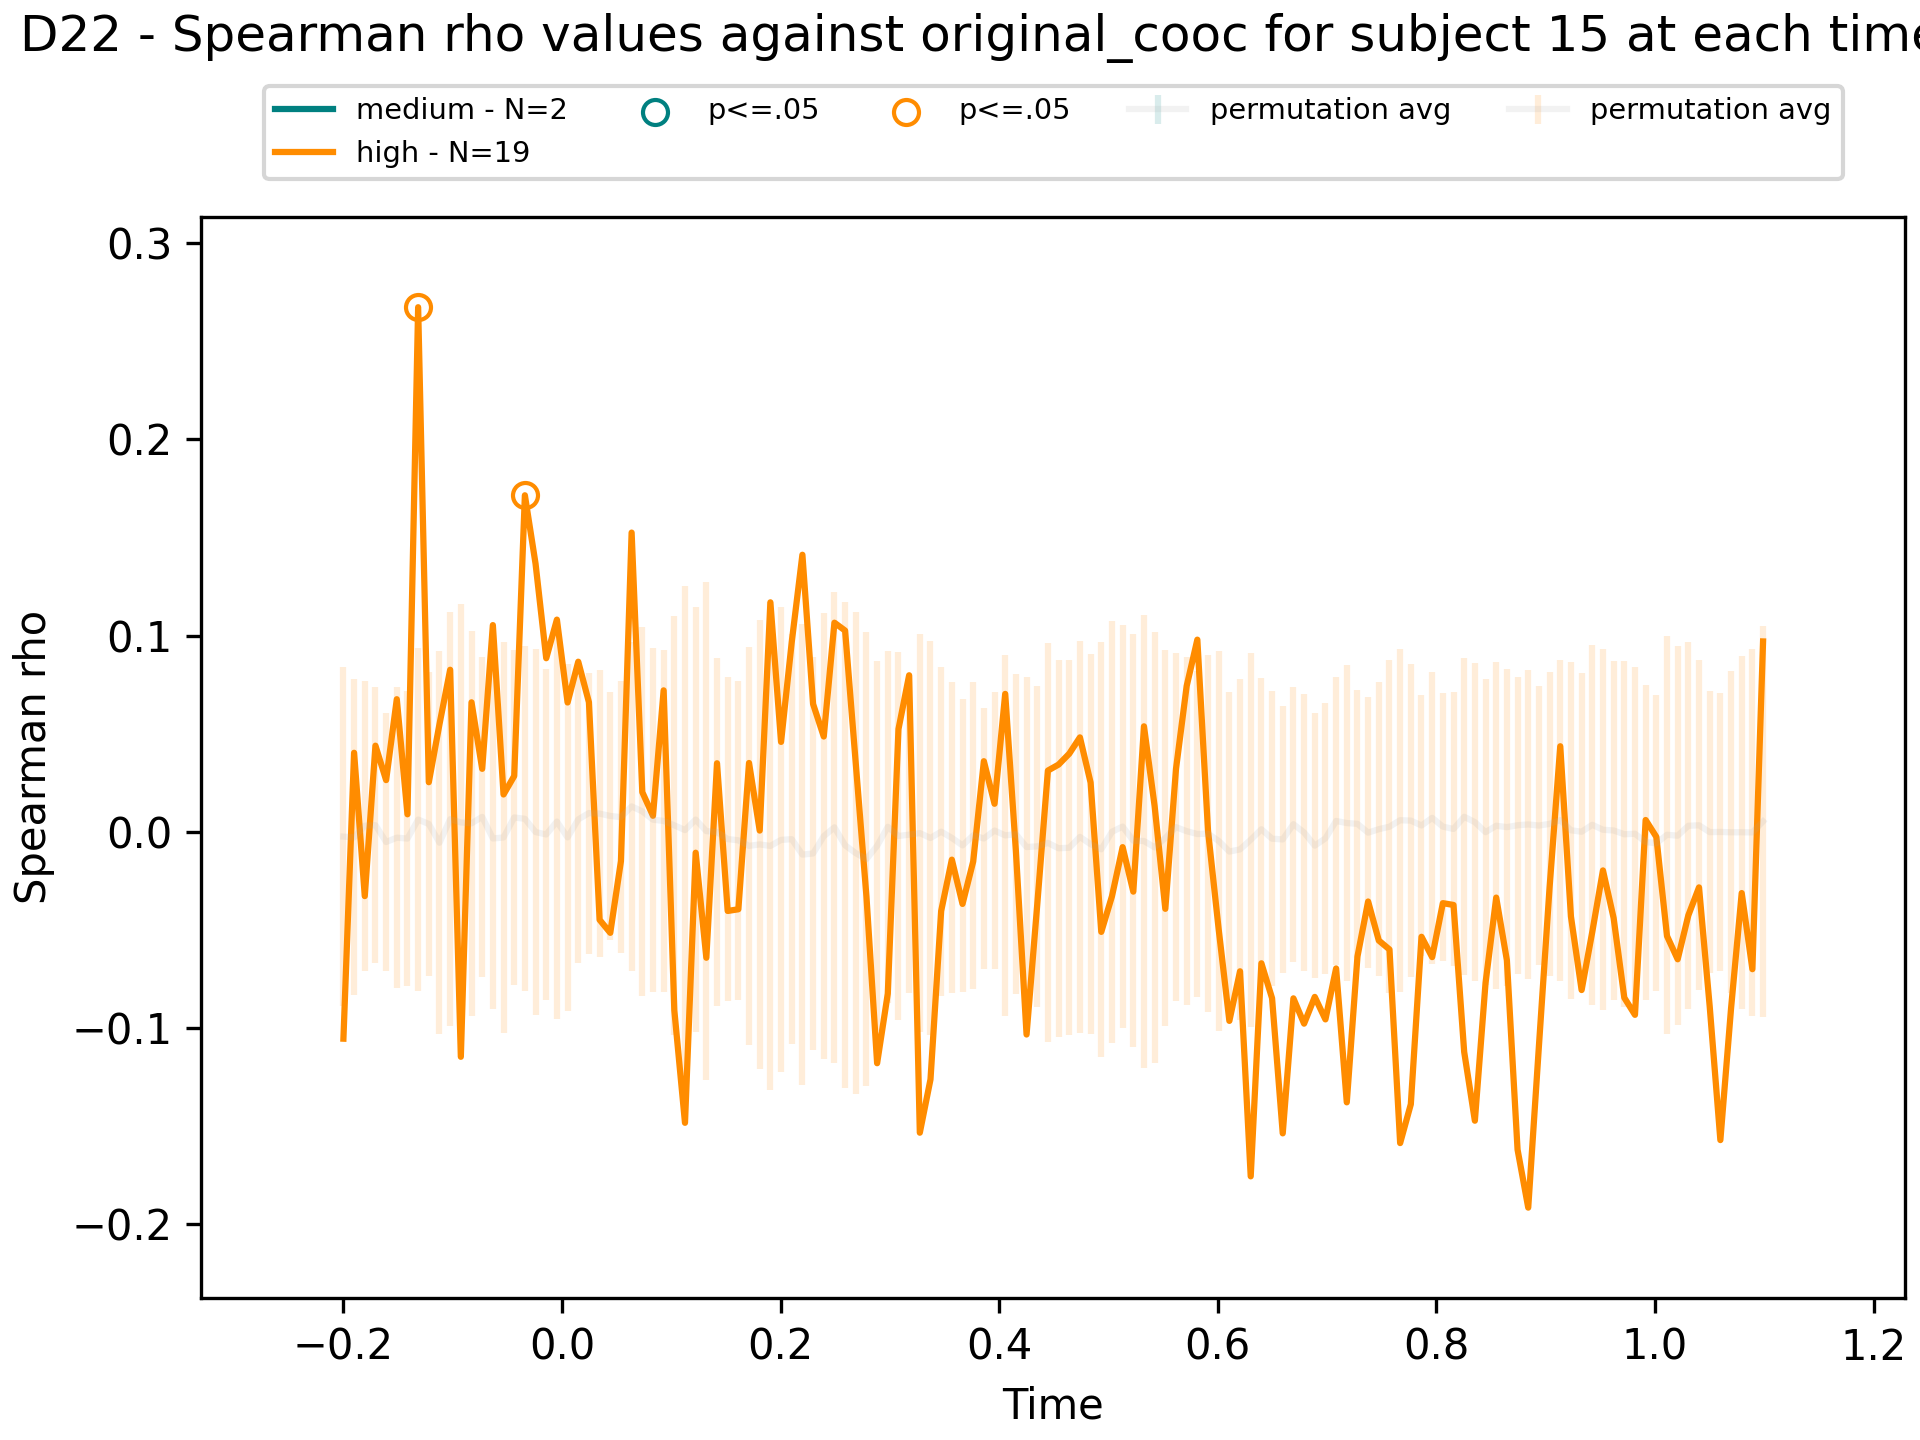 D22 - Spearman rho values against original_cooc for subject 15 at each time
medium - N=2
high - N=19
p<=.05
p<=.05
permutation avg
permutation avg
0.3
0.2
0.1
0.0
−0.1
−0.2
Spearman rho
−0.2 0.0 0.2 0.4 0.6 0.8 1.0 1.2
Time